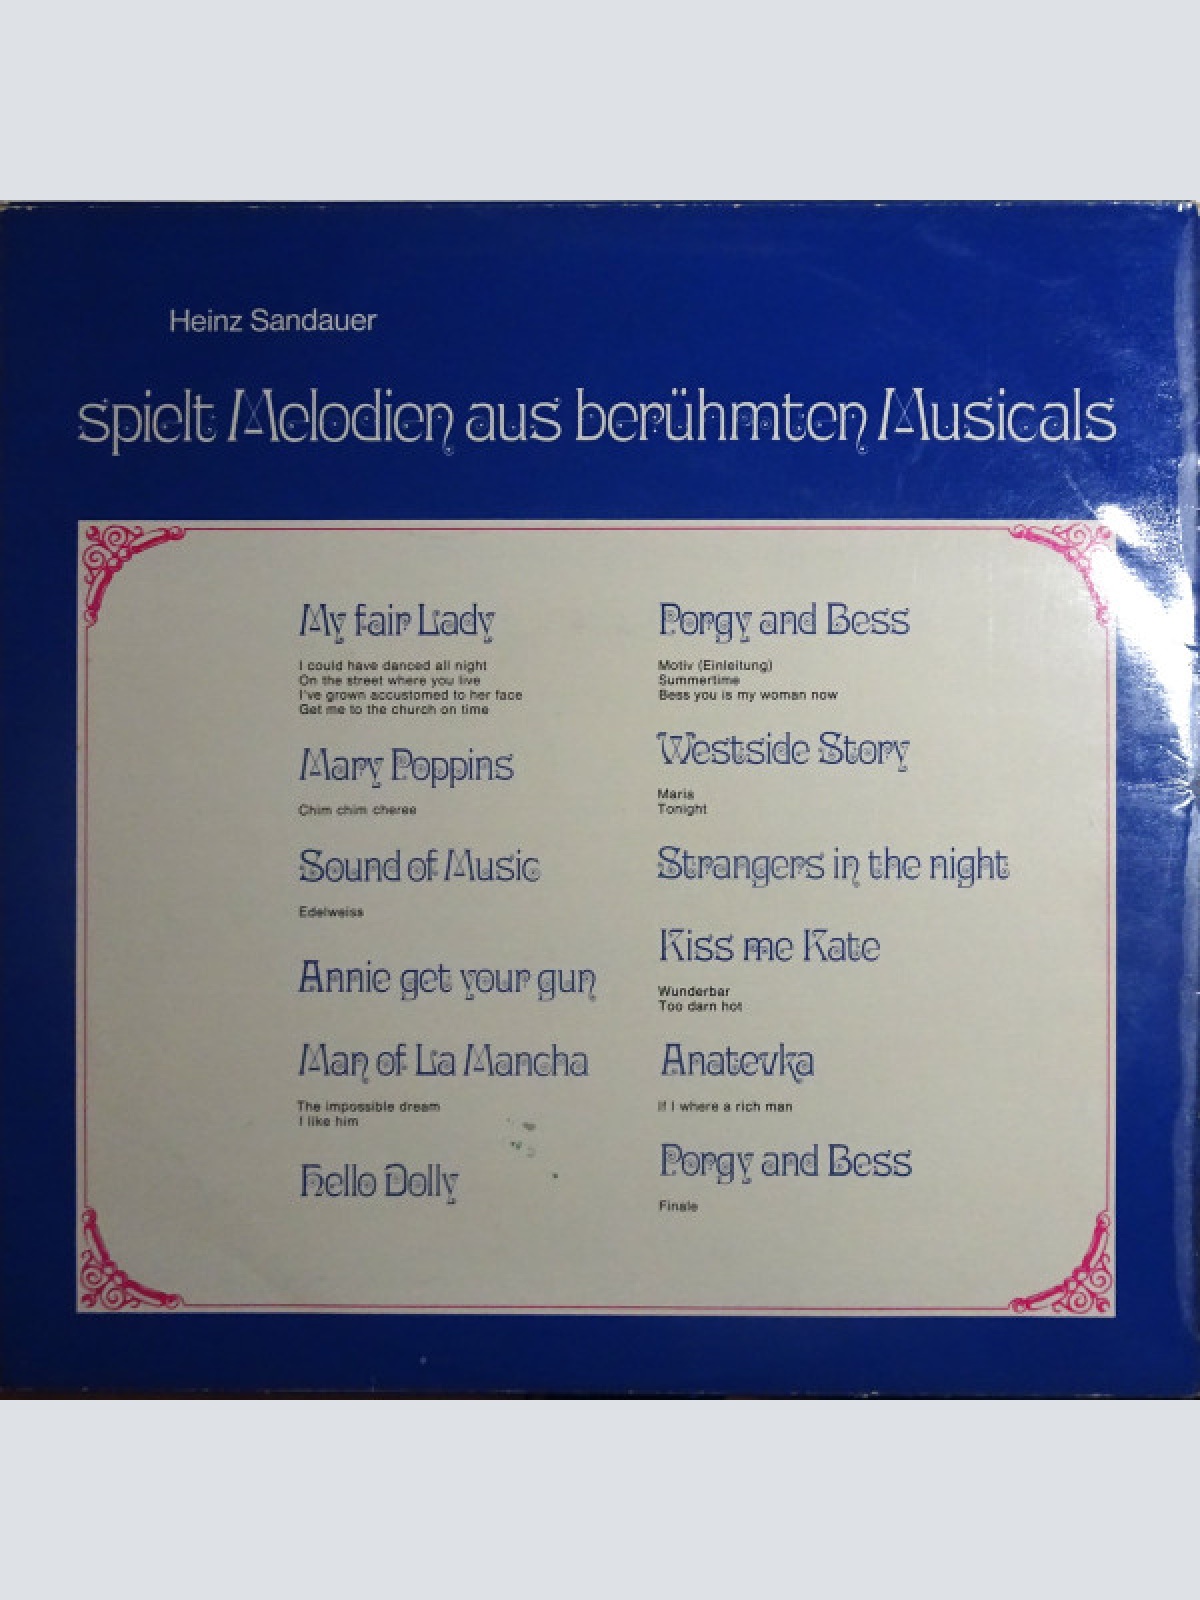 Heinz Sandauer
spielt Melodien aus berühmten Musicals
My fair Lady
I could have danced all night
On the street where you live
I've grown accustomed to her face
Get me to the church on time
Mary Poppins
Chim chim cheree
Sound of Music
Edelweiss
Annie get your gun
Man of La Mancha
The impossible dream
I like him
Hello Dolly
Porgy and Bess
Motiv (Einleitung)
Summertime
Bess you is my woman now
Westside Story
Maria
Tonight
Strangers in the night
Kiss me Kate
Wunderbar
Too darn hot
Anatevka
If I where a rich man
Porgy and Bess
Finale